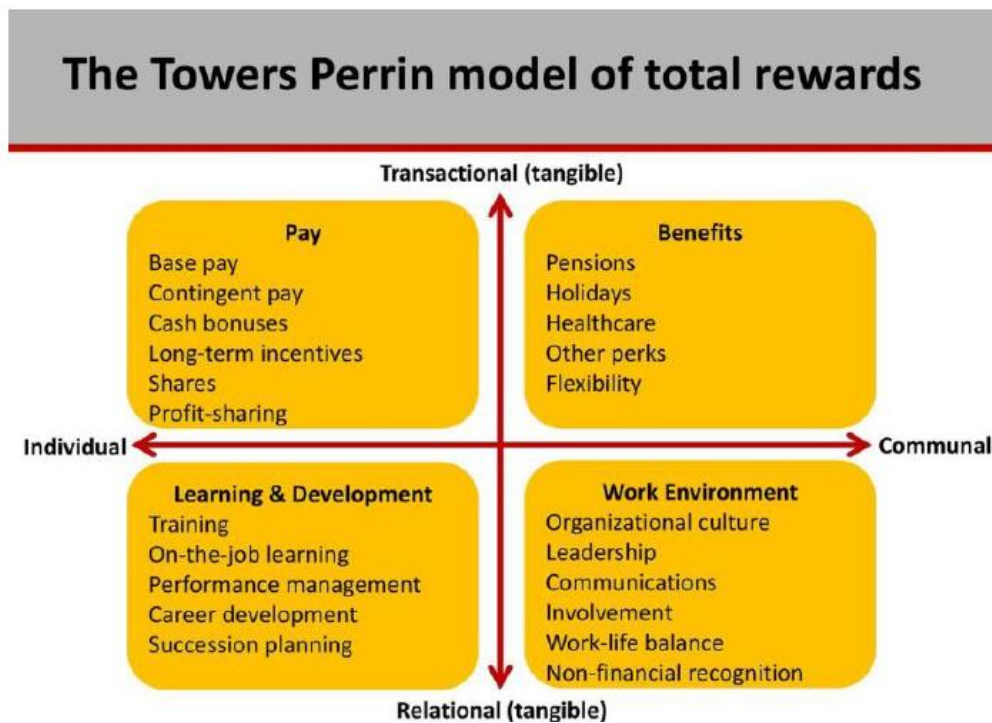 The Towers Perrin model of total rewards
Transactional (tangible)
Pay
Base pay
Contingent pay
Cash bonuses
Long-term incentives
Shares
Profit-sharing
Benefits
Pensions
Holidays
Healthcare
Other perks
Flexibility
Individual
Communal
Learning & Development
Training
On-the-job learning
Performance management
Career development
Succession planning
Work Environment
Organizational culture
Leadership
Communications
Involvement
Work-life balance
Non-financial recognition
Relational (tangible)